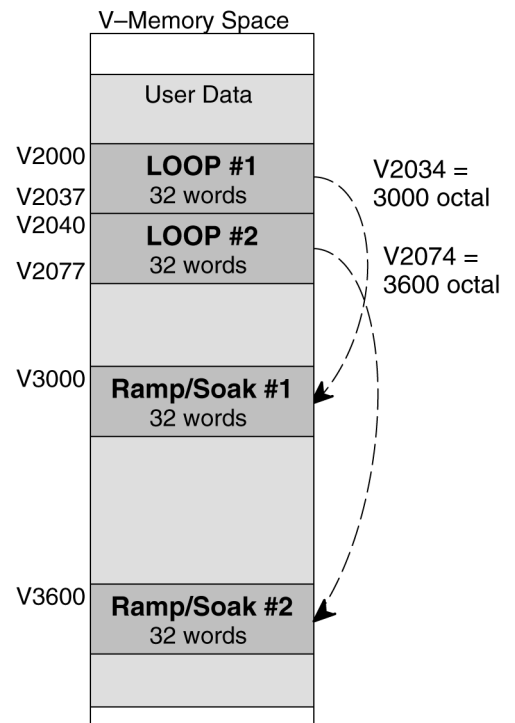 V–Memory Space
User Data
V2000
LOOP #1
V2037
32 words
V2034 =
3000 octal
V2040
LOOP #2
V2077
32 words
V2074 =
3600 octal
V3000
Ramp/Soak #1
32 words
V3600
Ramp/Soak #2
32 words